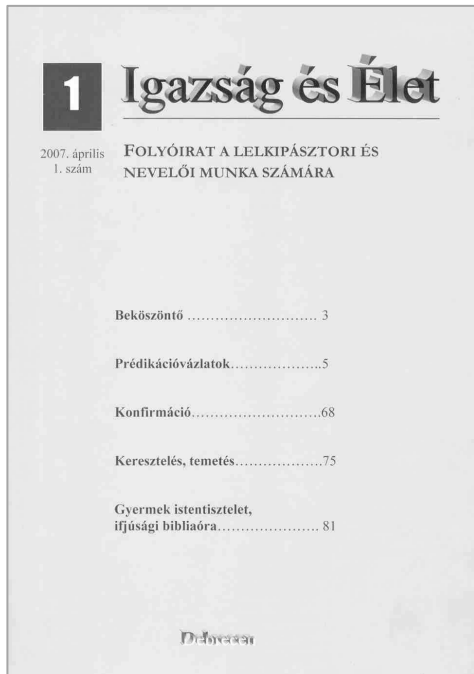 1
Igazság és Élet
2007. április
1. szám
FOLYÓIRAT A LELKIPÁSZTORI ÉS
NEVELŐI MUNKA SZÁMÁRA
Beköszöntő ............................ 3
Prédikációvázlatok....................5
Konfirmáció............................68
Keresztelés, temetés...................75
Gyermek istentisztelet,
ifjúsági bibliaóra...................... 81
Debrecen